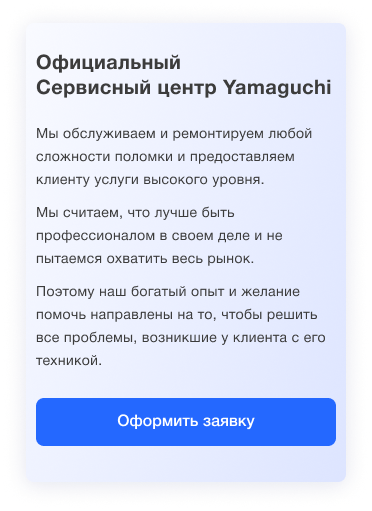 Официальный
Сервисный центр Yamaguchi
Мы обслуживаем и ремонтируем любой
сложности поломки и предоставляем
клиенту услуги высокого уровня.
Мы считаем, что лучше быть
профессионалом в своем деле и не
пытаемся охватить весь рынок.
Поэтому наш богатый опыт и желание
помочь направлены на то, чтобы решить
все проблемы, возникшие у клиента с его
техникой.
Оформить заявку